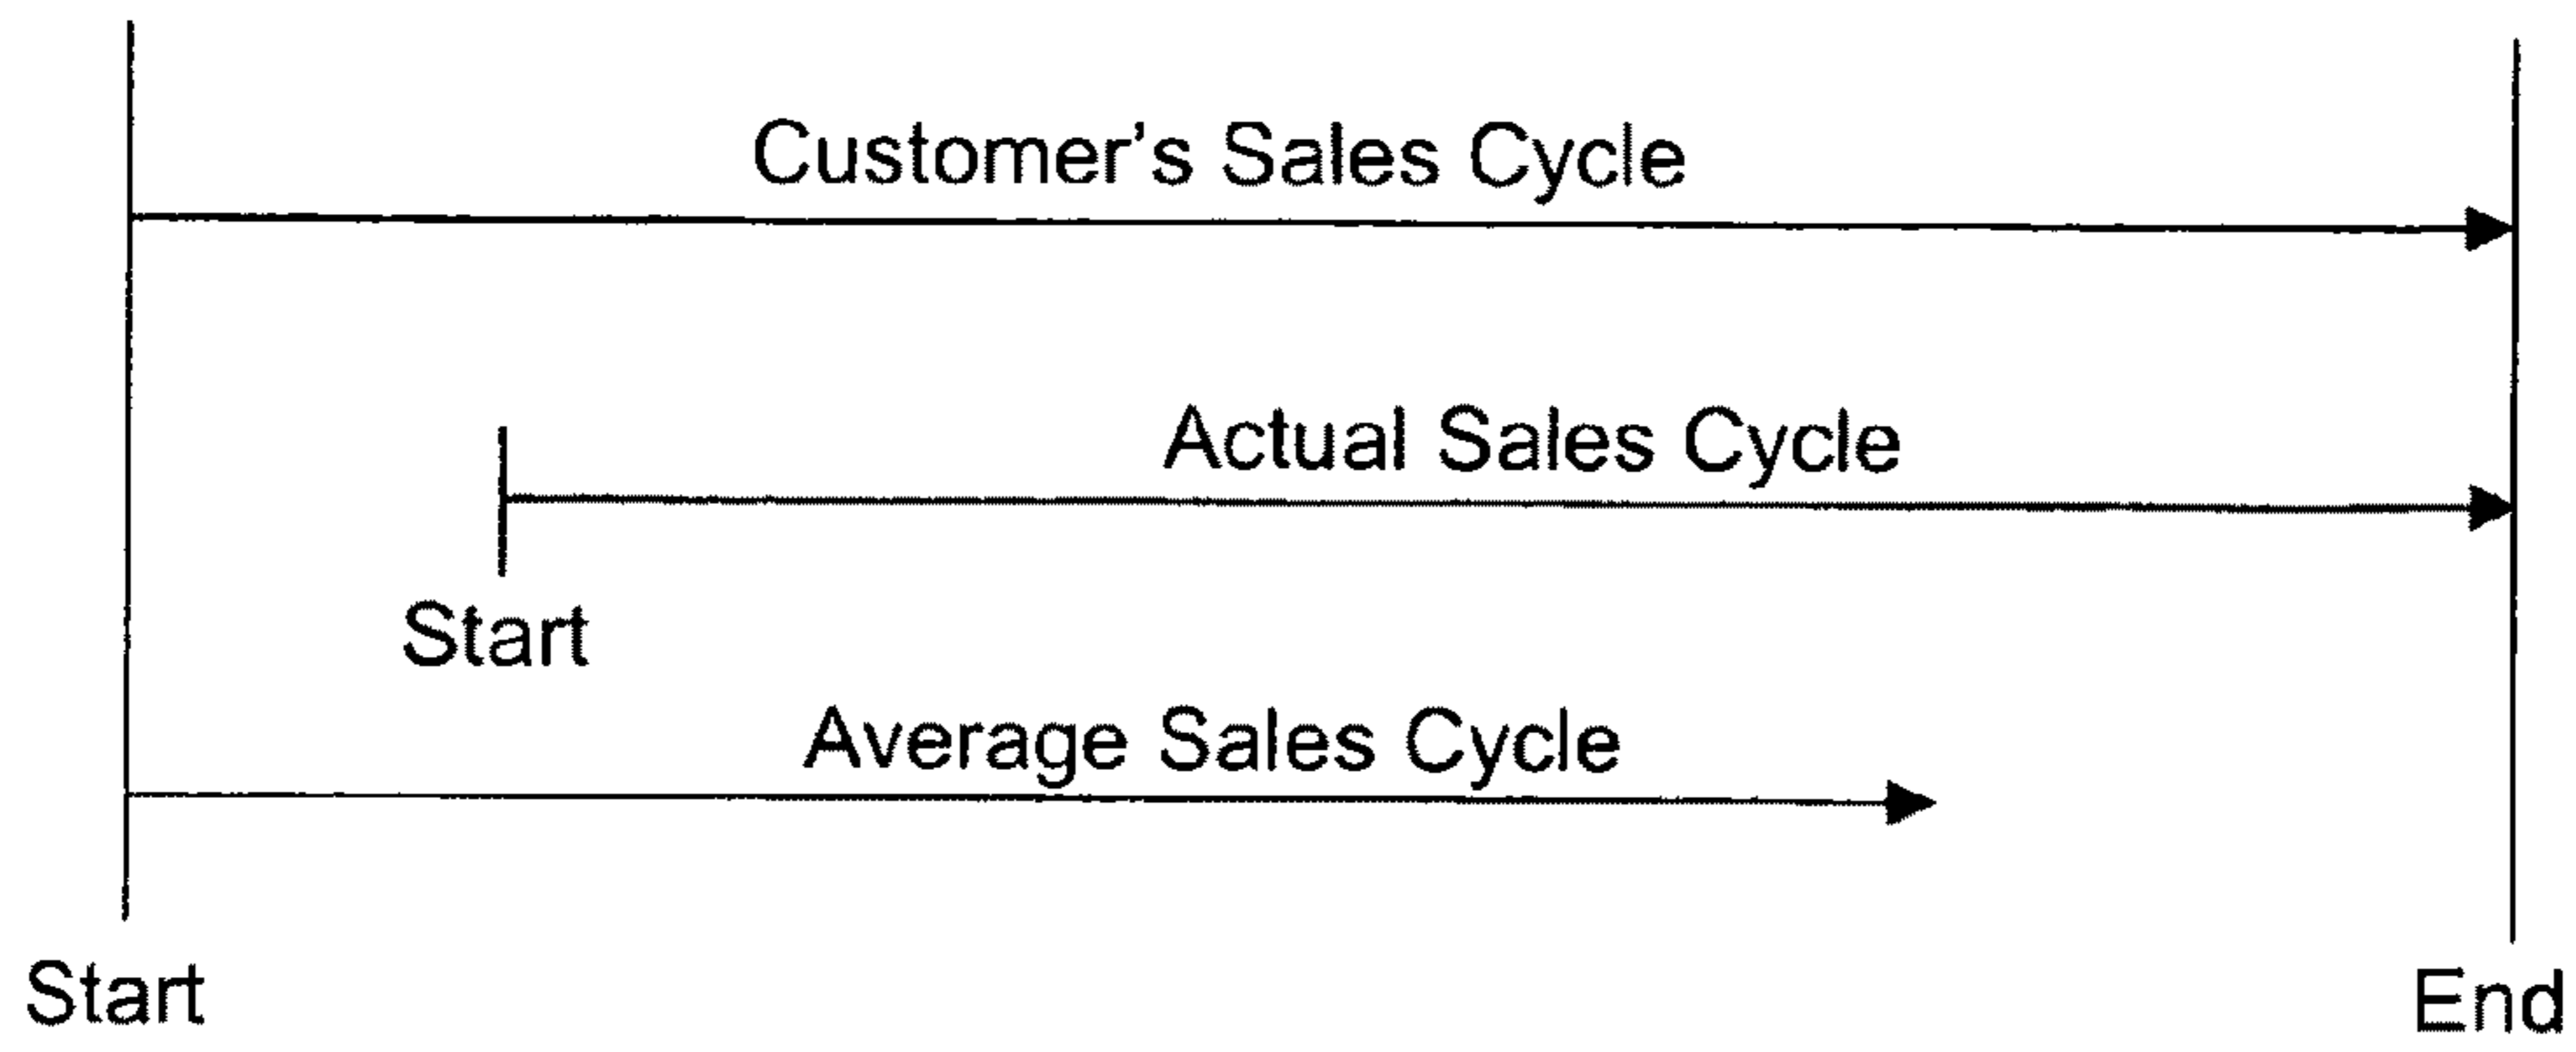 Customer's Sales Cycle
Actual Sales Cycle
Start
Average Sales Cycle
Start
End